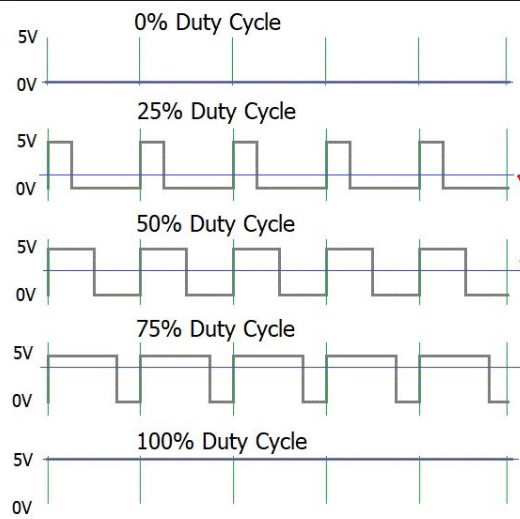 0% Duty Cycle
5V
0V
25% Duty Cycle
5V
0V
50% Duty Cycle
5V
0V
75% Duty Cycle
5V
0V
100% Duty Cycle
5V
0V